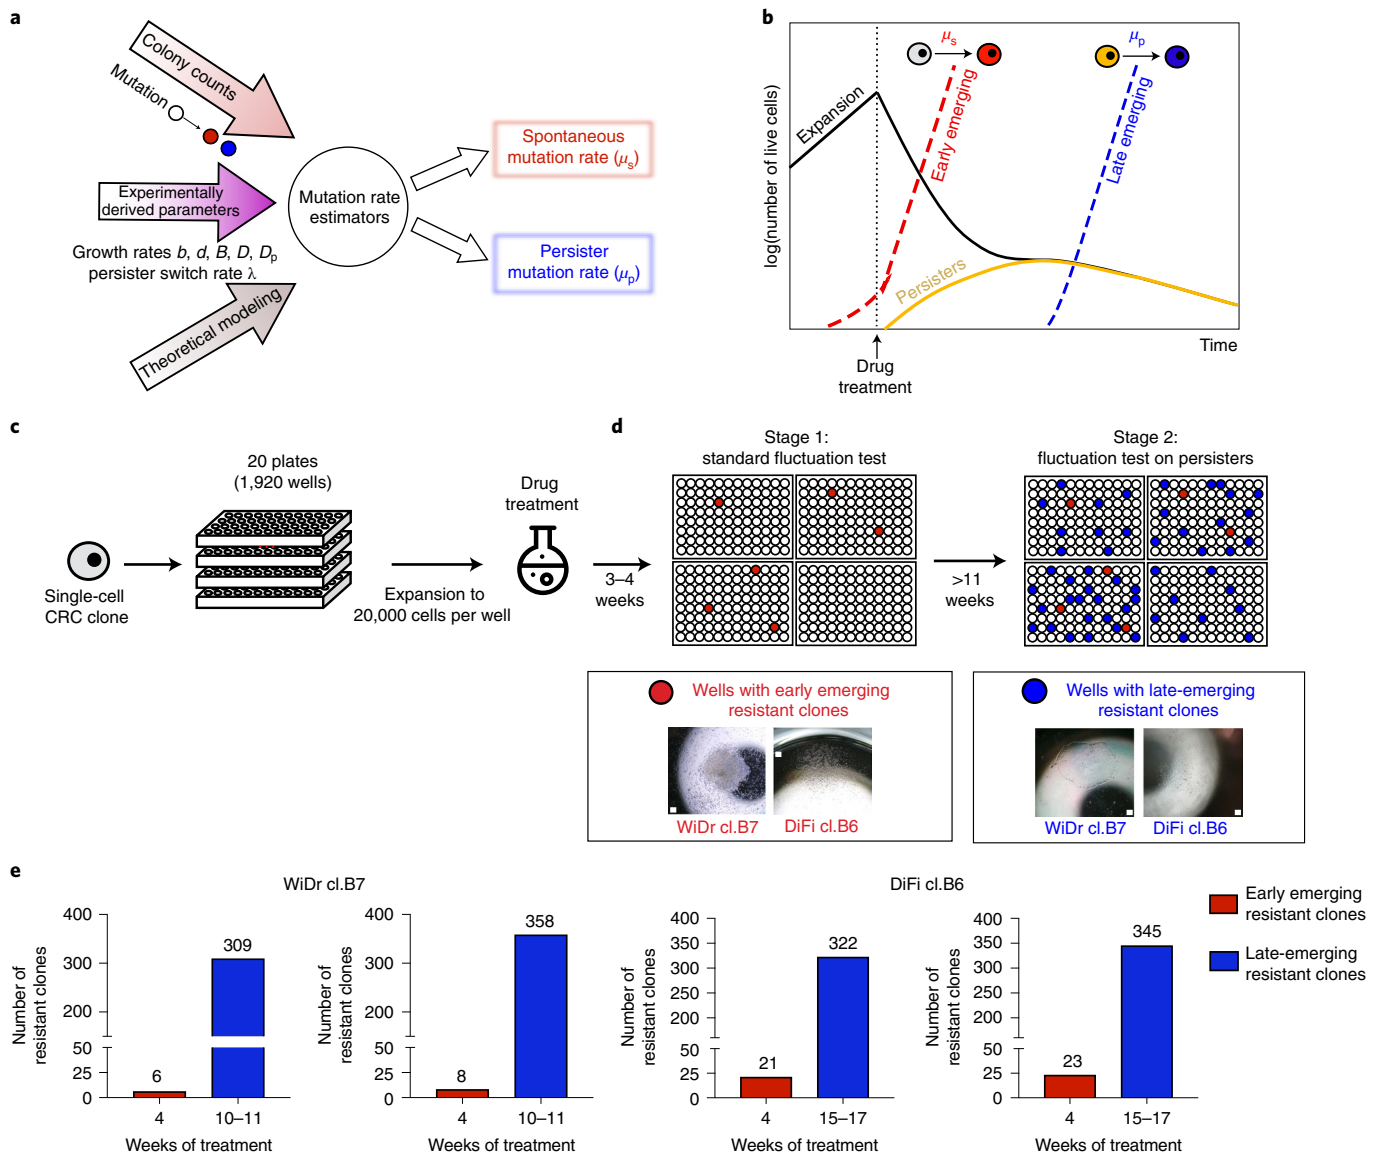 a
Colony counts
Mutation
Experimentally
derived parameters
Growth rates b, d, B, D, Dp
persister switch rate λ
Theoretical modeling
Mutation rate
estimators
Spontaneous
mutation rate (μs)
Persister
mutation rate (μp)
b
log(number of live cells)
Expansion
μs
Early emerging
μp
Late emerging
Persisters
Time
Drug
treatment
c
20 plates
(1,920 wells)
Single-cell
CRC clone
Expansion to
20,000 cells per well
Drug
treatment
3–4
weeks
d
Stage 1:
standard fluctuation test
>11
weeks
Stage 2:
fluctuation test on persisters
Wells with early emerging
resistant clones
WiDr cl.B7
DiFi cl.B6
Wells with late-emerging
resistant clones
WiDr cl.B7
DiFi cl.B6
e
WiDr cl.B7
Number of
resistant clones
400
300
200
50
25
0
6
309
4
10–11
Weeks of treatment
Number of
resistant clones
400
300
200
50
25
0
8
358
4
10–11
Weeks of treatment
DiFi cl.B6
Number of
resistant clones
400
350
300
250
200
50
25
0
21
322
4
15–17
Weeks of treatment
Number of
resistant clones
400
350
300
250
200
50
25
0
23
345
4
15–17
Weeks of treatment
Early emerging
resistant clones
Late-emerging
resistant clones